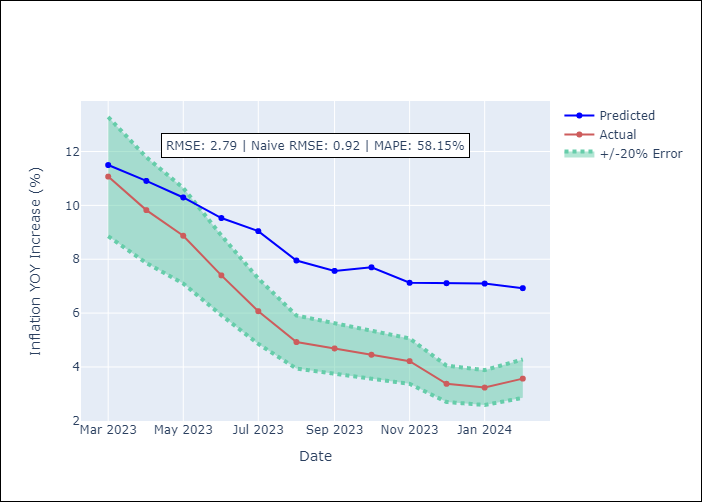 RMSE: 2.79 | Naive RMSE: 0.92 | MAPE: 58.15%
Predicted
Actual
+/-20% Error
Inflation YOY Increase (%)
12
10
8
6
4
2
Mar 2023 May 2023 Jul 2023 Sep 2023 Nov 2023 Jan 2024
Date